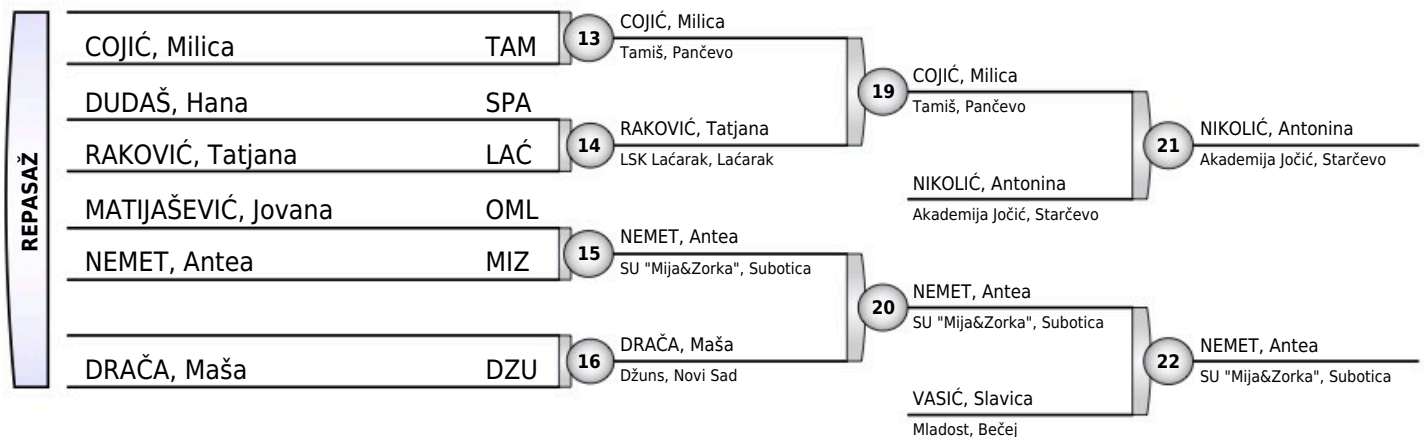 REPASAŽ
COJIĆ, Milica TAM
DUDAŠ, Hana SPA
RAKOVIĆ, Tatjana LAĆ
MATIJAŠEVIĆ, Jovana OML
NEMET, Antea MIZ
DRAČA, Maša DZU
13
COJIĆ, Milica
Tamiš, Pančevo
14
RAKOVIĆ, Tatjana
LSK Laćarak, Laćarak
15
NEMET, Antea
SU "Mija&Zorka", Subotica
16
DRAČA, Maša
Džuns, Novi Sad
19
COJIĆ, Milica
Tamiš, Pančevo
NIKOLIĆ, Antonina
Akademija Jočić, Starčevo
20
NEMET, Antea
SU "Mija&Zorka", Subotica
VASIĆ, Slavica
Mladost, Bečej
21
NIKOLIĆ, Antonina
Akademija Jočić, Starčevo
22
NEMET, Antea
SU "Mija&Zorka", Subotica